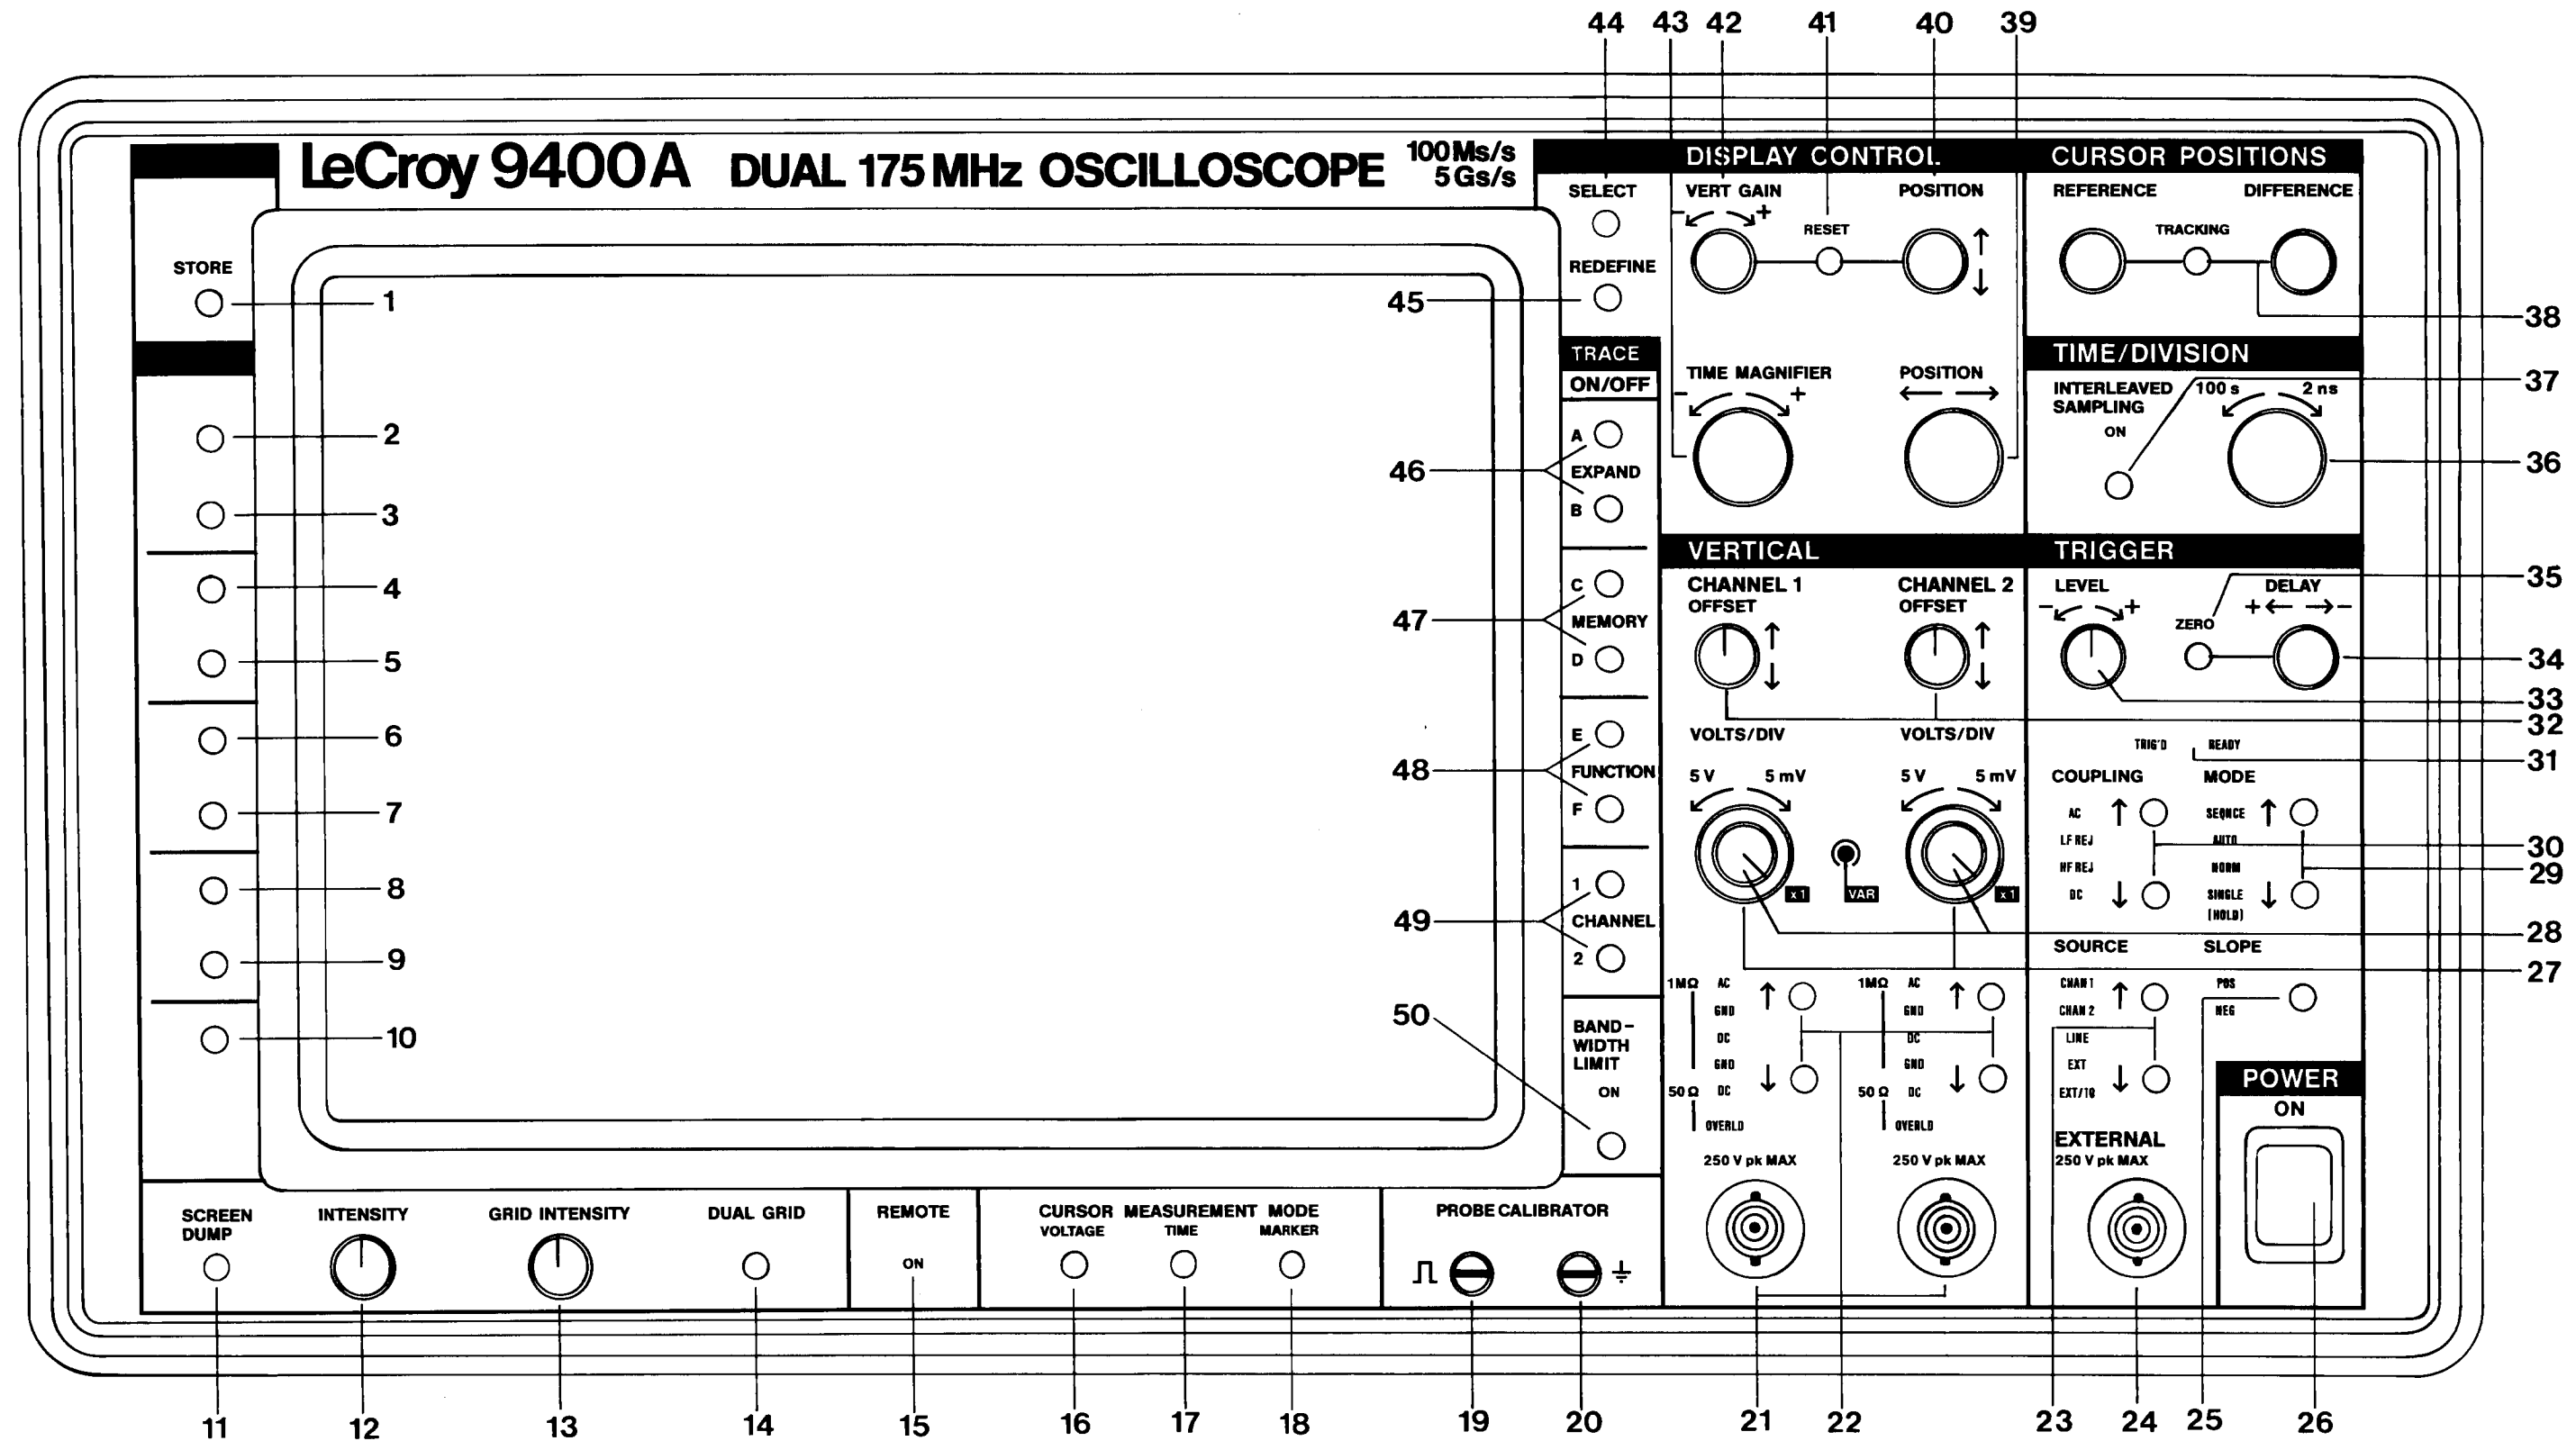 44 43 42 41 40 39
LeCroy 9400A DUAL 175 MHz OSCILLOSCOPE 100 Ms/s
5 Gs/s
STORE
1
2
3
4
5
6
7
8
9
10
SELECT
REDEFINE
45
TRACE
ON/OFF
A
46 EXPAND
B
C
47 MEMORY
D
E
48 FUNCTION
F
1
49 CHANNEL
2
50
BAND-
WIDTH
LIMIT
ON
DISPLAY CONTROL
VERT GAIN POSITION
- +
RESET
TIME MAGNIFIER POSITION
- +
CURSOR POSITIONS
REFERENCE DIFFERENCE
TRACKING
38
TIME/DIVISION
INTERLEAVED 100 s 2 ns
SAMPLING
ON
37
36
VERTICAL
CHANNEL 1 CHANNEL 2
OFFSET OFFSET
VOLTS/DIV VOLTS/DIV
5 V 5 mV 5 V 5 mV
x1 VAR x1
1MΩ AC 1MΩ AC
GND GND
DC DC
GND GND
50 Ω DC 50 Ω DC
OVERLD OVERLD
250 V pk MAX 250 V pk MAX
TRIGGER
LEVEL DELAY
- + + -
ZERO
35
34
33
32
TRIG'D READY
31
COUPLING MODE
AC SEQNCE
LF REJ AUTO
HF REJ NORM
DC SINGLE
(HOLD)
30
29
28
27
SOURCE SLOPE
CHAN 1 POS
CHAN 2 NEG
LINE
EXT
EXT/10
EXTERNAL
250 V pk MAX
POWER
ON
SCREEN
DUMP
INTENSITY GRID INTENSITY DUAL GRID
REMOTE
ON
CURSOR MEASUREMENT MODE
VOLTAGE TIME MARKER
PROBE CALIBRATOR
11 12 13 14 15 16 17 18 19 20 21 22 23 24 25 26